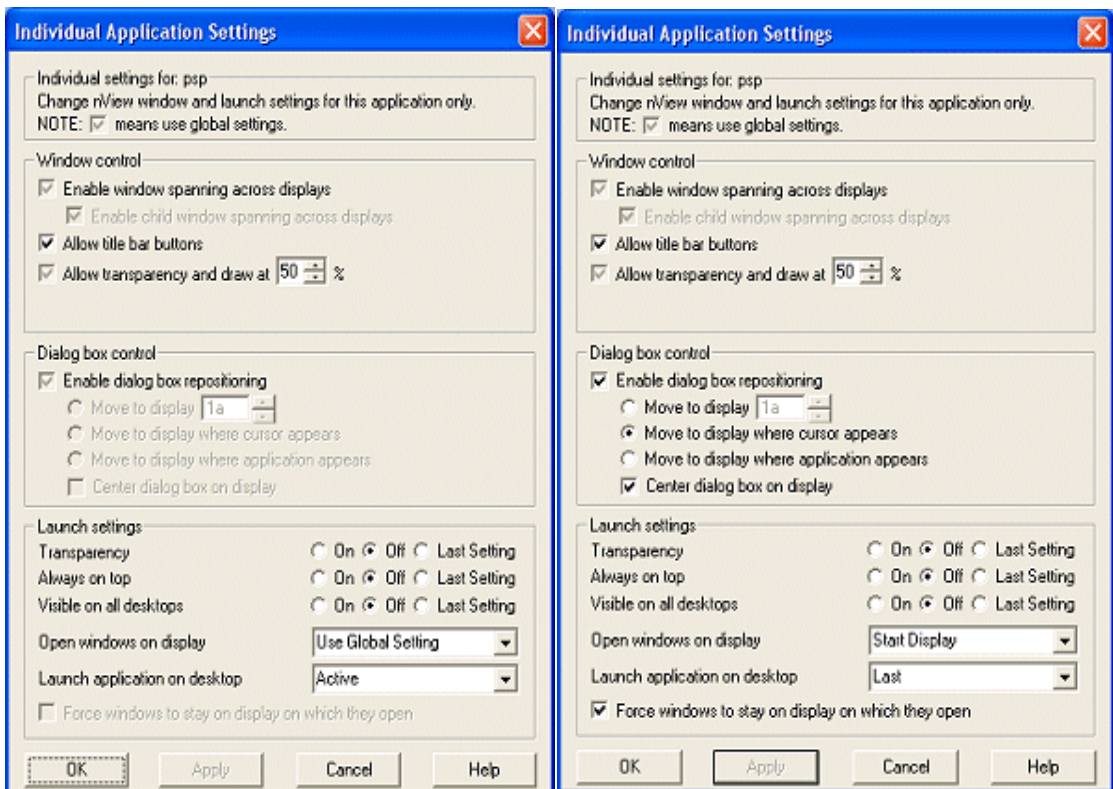 Individual Application Settings
Individual settings for: psp
Change nView window and launch settings for this application only.
NOTE: means use global settings.
Window control
Enable window spanning across displays
Enable child window spanning across displays
Allow title bar buttons
Allow transparency and draw at 50 %
Dialog box control
Enable dialog box repositioning
Move to display 1a
Move to display where cursor appears
Move to display where application appears
Center dialog box on display
Launch settings
Transparency On Off Last Setting
Always on top On Off Last Setting
Visible on all desktops On Off Last Setting
Open windows on display Use Global Setting
Launch application on desktop Active
Force windows to stay on display on which they open
OK Apply Cancel Help
Individual Application Settings
Individual settings for: psp
Change nView window and launch settings for this application only.
NOTE: means use global settings.
Window control
Enable window spanning across displays
Enable child window spanning across displays
Allow title bar buttons
Allow transparency and draw at 50 %
Dialog box control
Enable dialog box repositioning
Move to display 1a
Move to display where cursor appears
Move to display where application appears
Center dialog box on display
Launch settings
Transparency On Off Last Setting
Always on top On Off Last Setting
Visible on all desktops On Off Last Setting
Open windows on display Start Display
Launch application on desktop Last
Force windows to stay on display on which they open
OK Apply Cancel Help